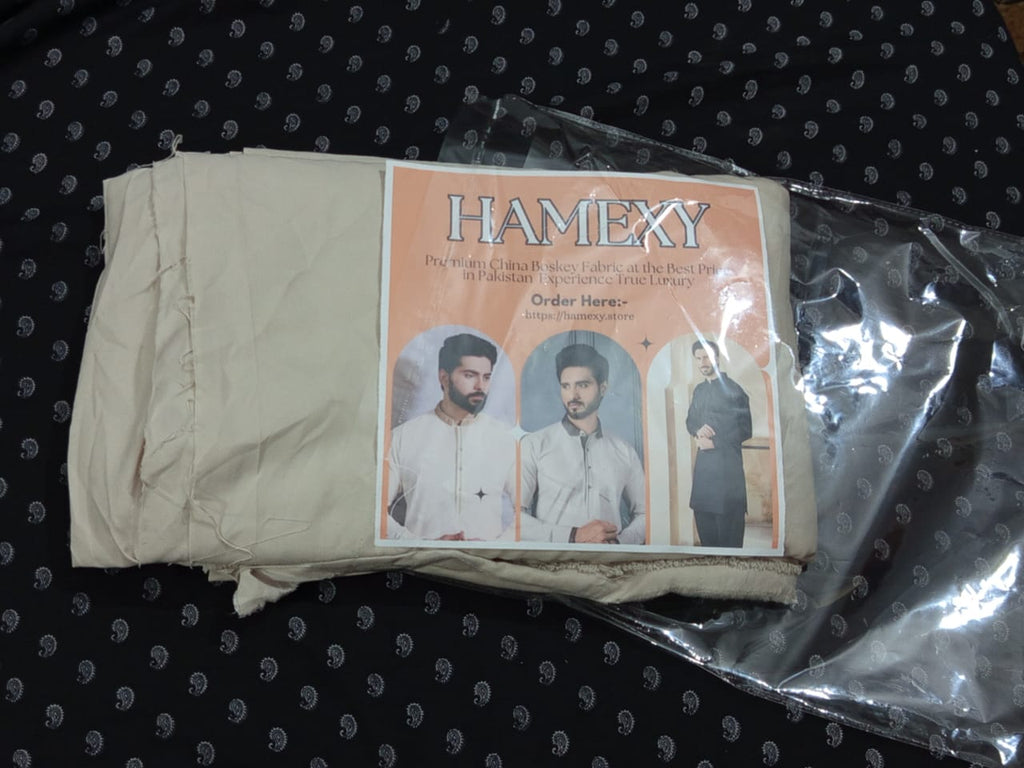 HAMEXY
Premium China Boskey Fabric at the Best Price
in Pakistan Experience True Luxury
Order Here:-
https://hamexy.store